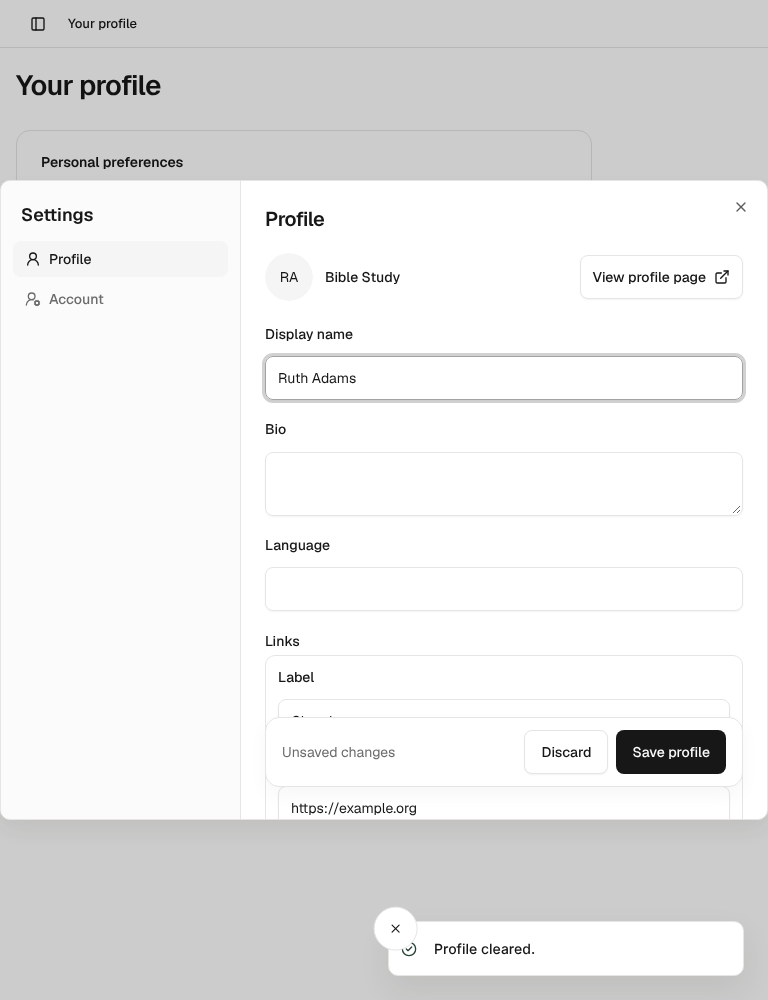 Your profile
Your profile
Personal preferences
Settings
Profile
Account
Profile
RA
Bible Study
View profile page
Display name
Ruth Adams
Bio
Language
Links
Label
Unsaved changes
Discard
Save profile
https://example.org
Profile cleared.